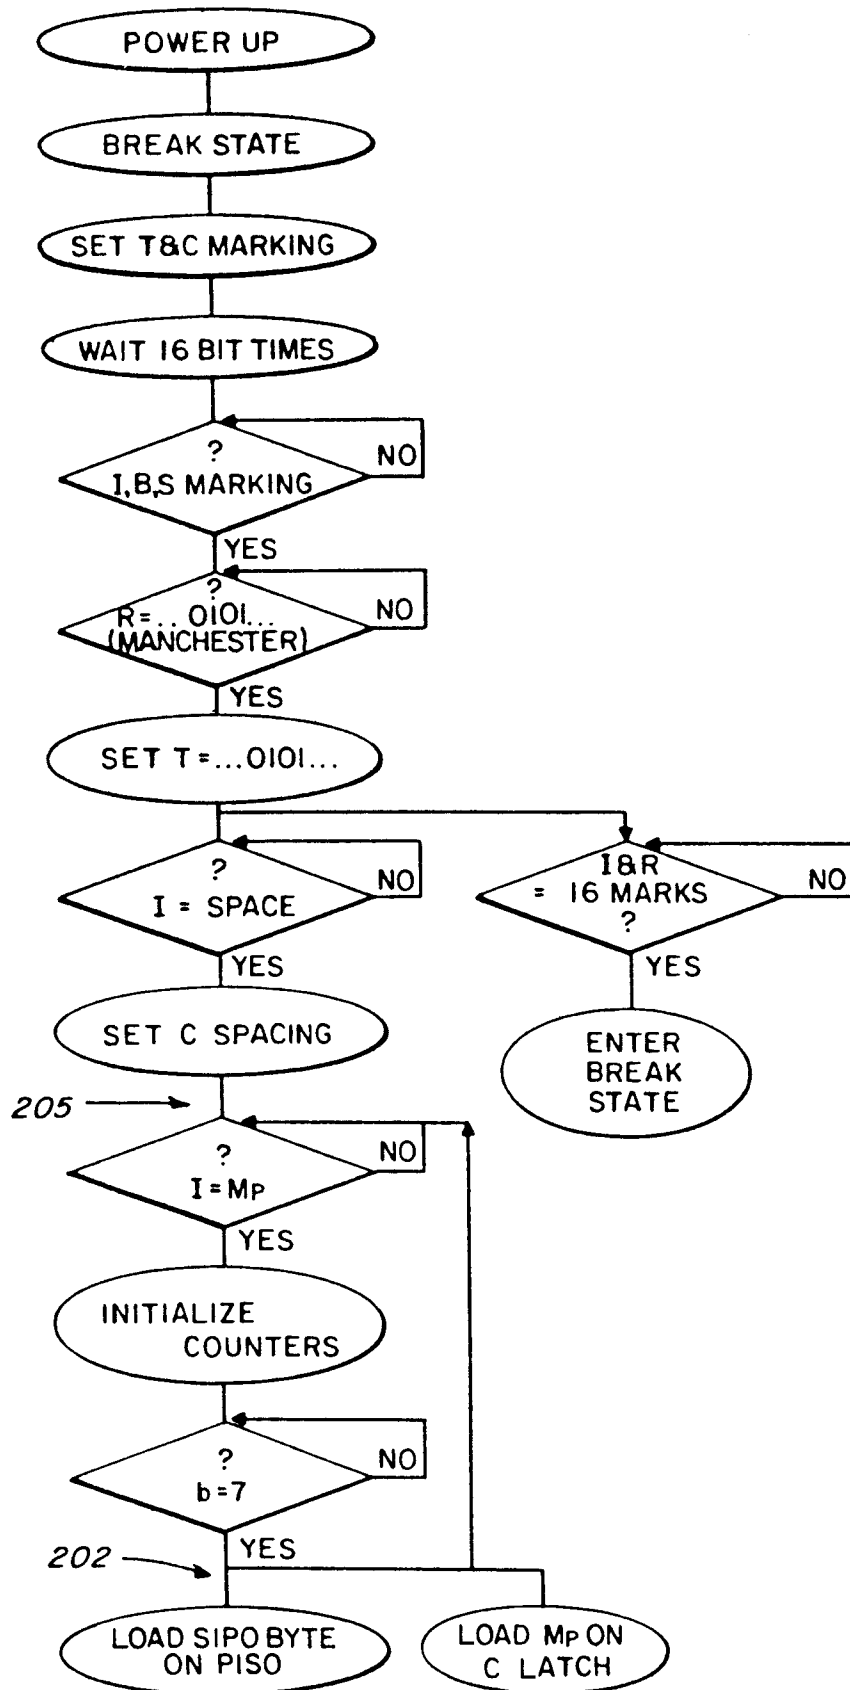 POWER UP
BREAK STATE
SET T&C MARKING
WAIT 16 BIT TIMES
?
I,B,S MARKING
NO
YES
?
R=..0101...
(MANCHESTER)
NO
YES
SET T=...0101...
?
I = SPACE
NO
YES
I&R
= 16 MARKS
?
NO
YES
SET C SPACING
ENTER
BREAK
STATE
205
?
I=MP
NO
YES
INITIALIZE
COUNTERS
?
b=7
NO
YES
202
LOAD SIPO BYTE
ON PISO
LOAD MP ON
C LATCH